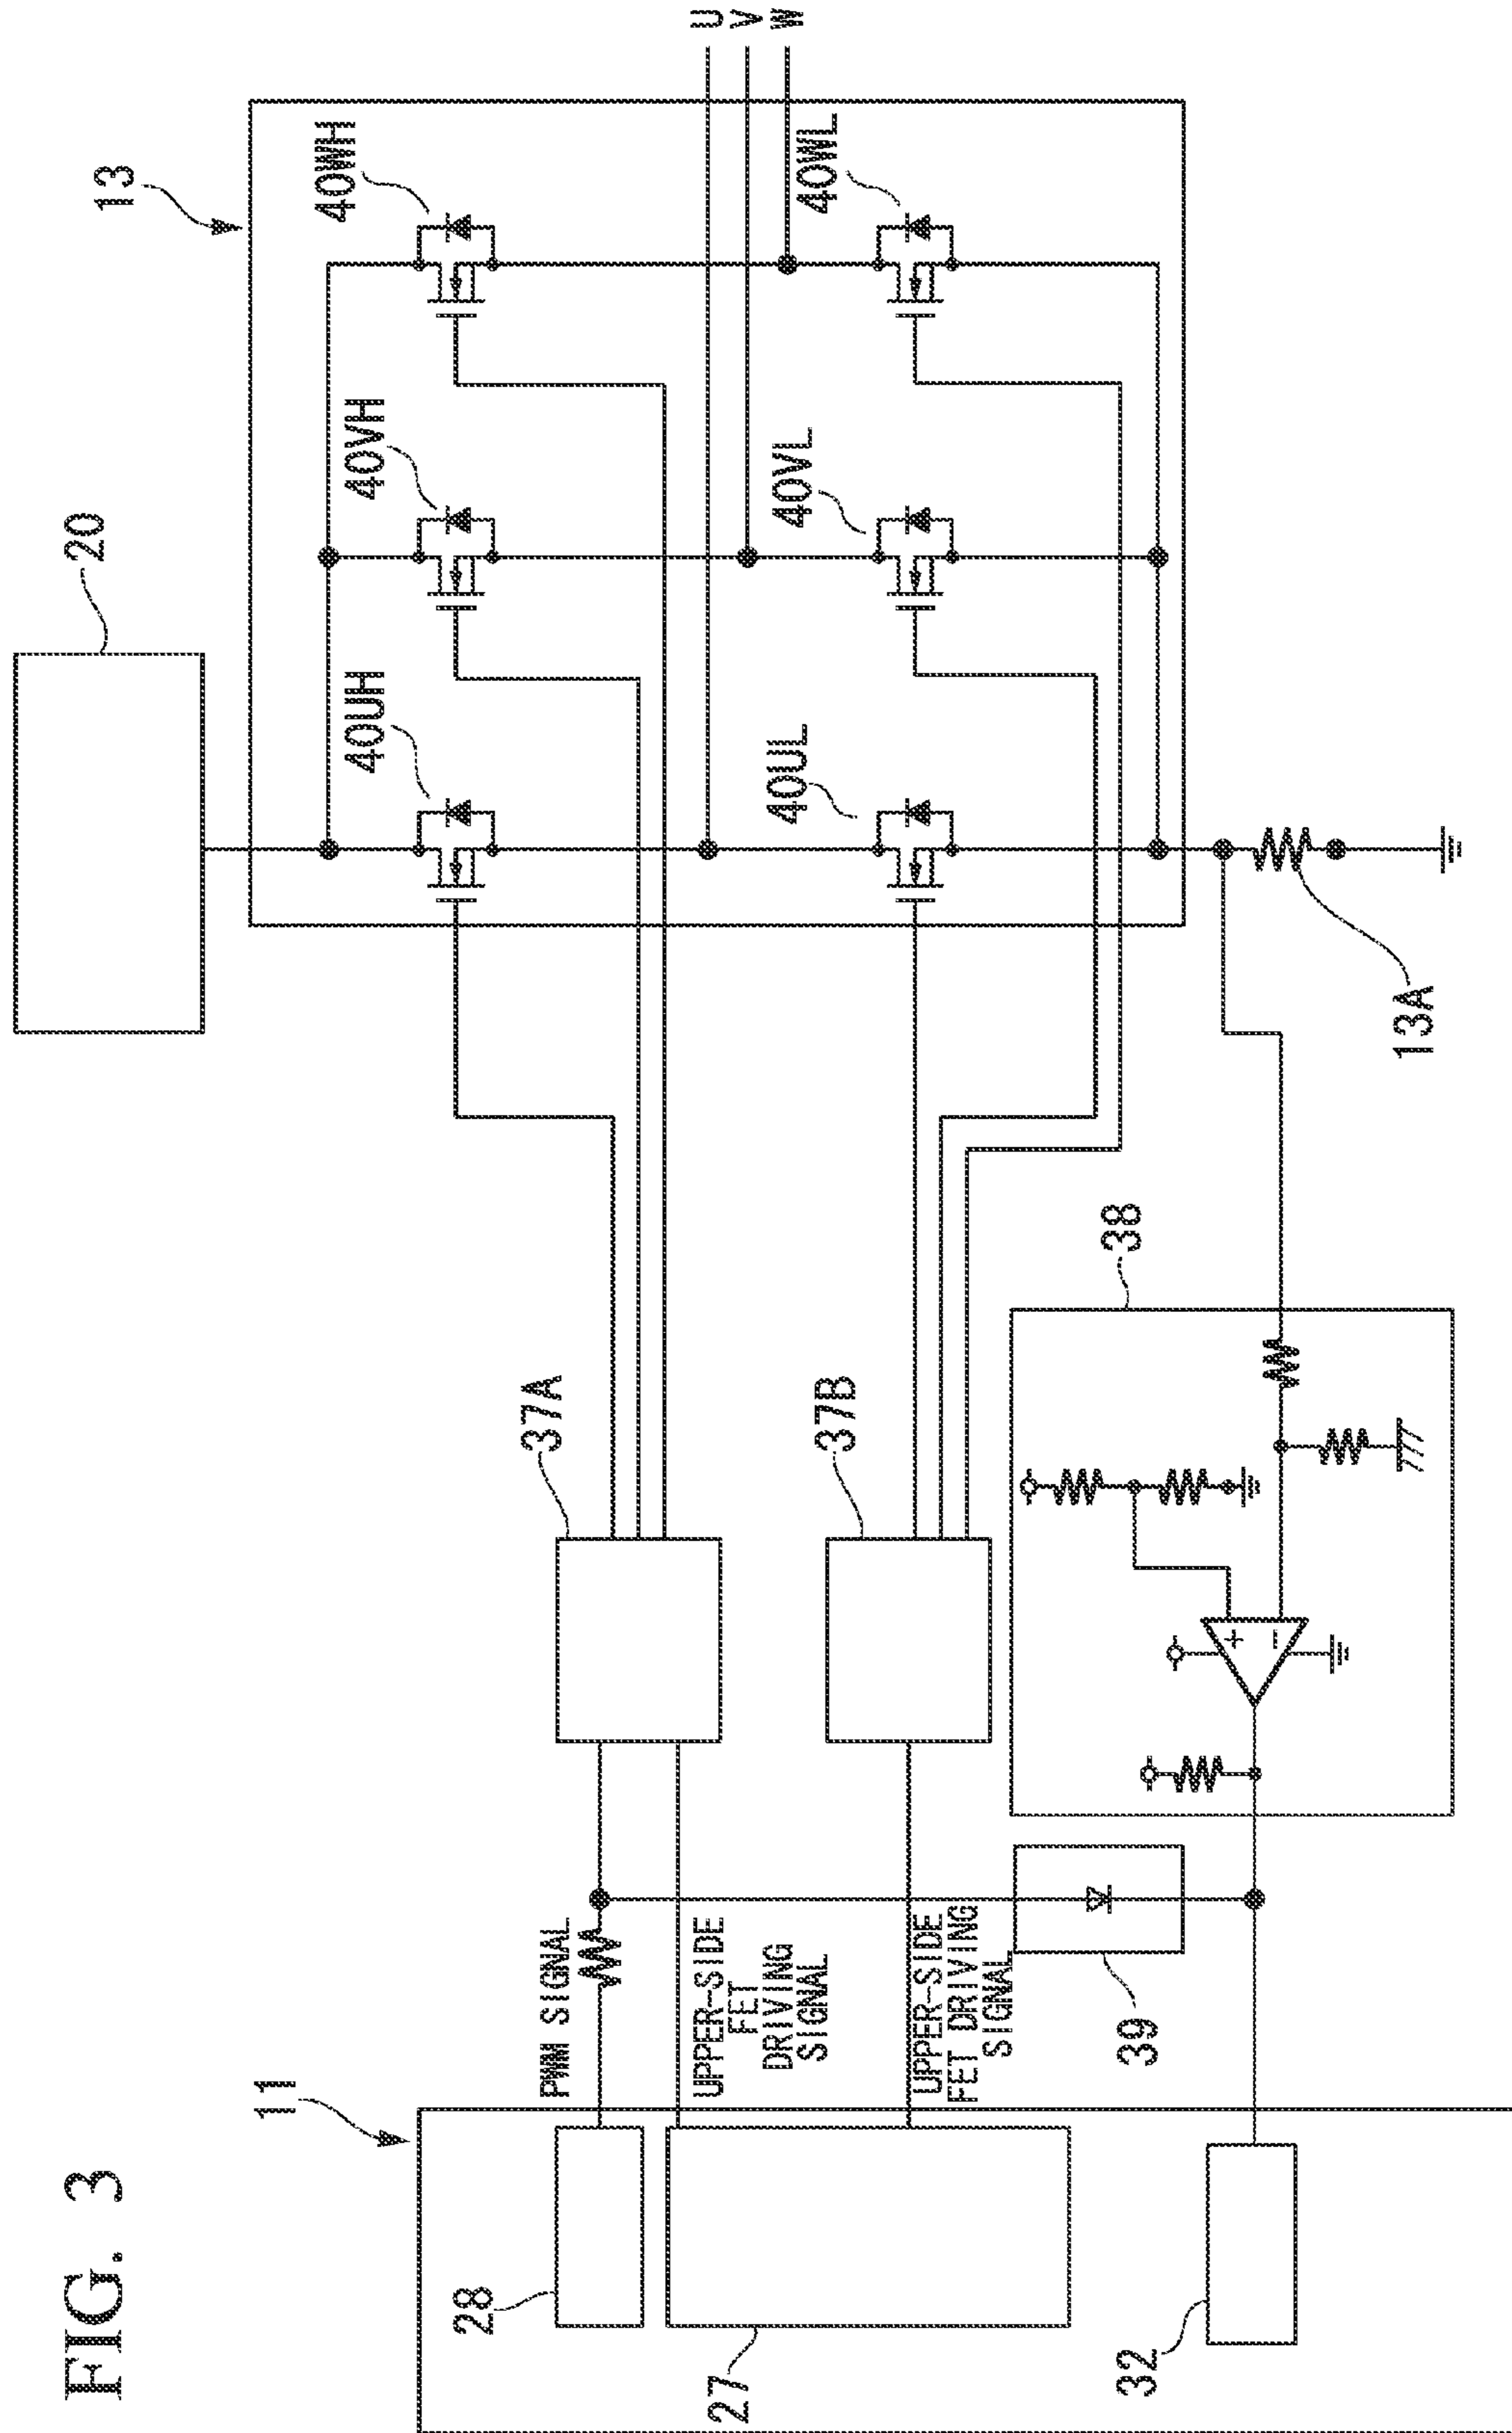 FIG. 3
11
28
27
32
PWM SIGNAL
UPPER-SIDE
FET
DRIVING
SIGNAL
UPPER-SIDE
FET DRIVING
SIGNAL
39
37A
37B
38
+
−
20
13
40UH
40VH
40WH
40UL
40VL
40WL
13A
U
V
W